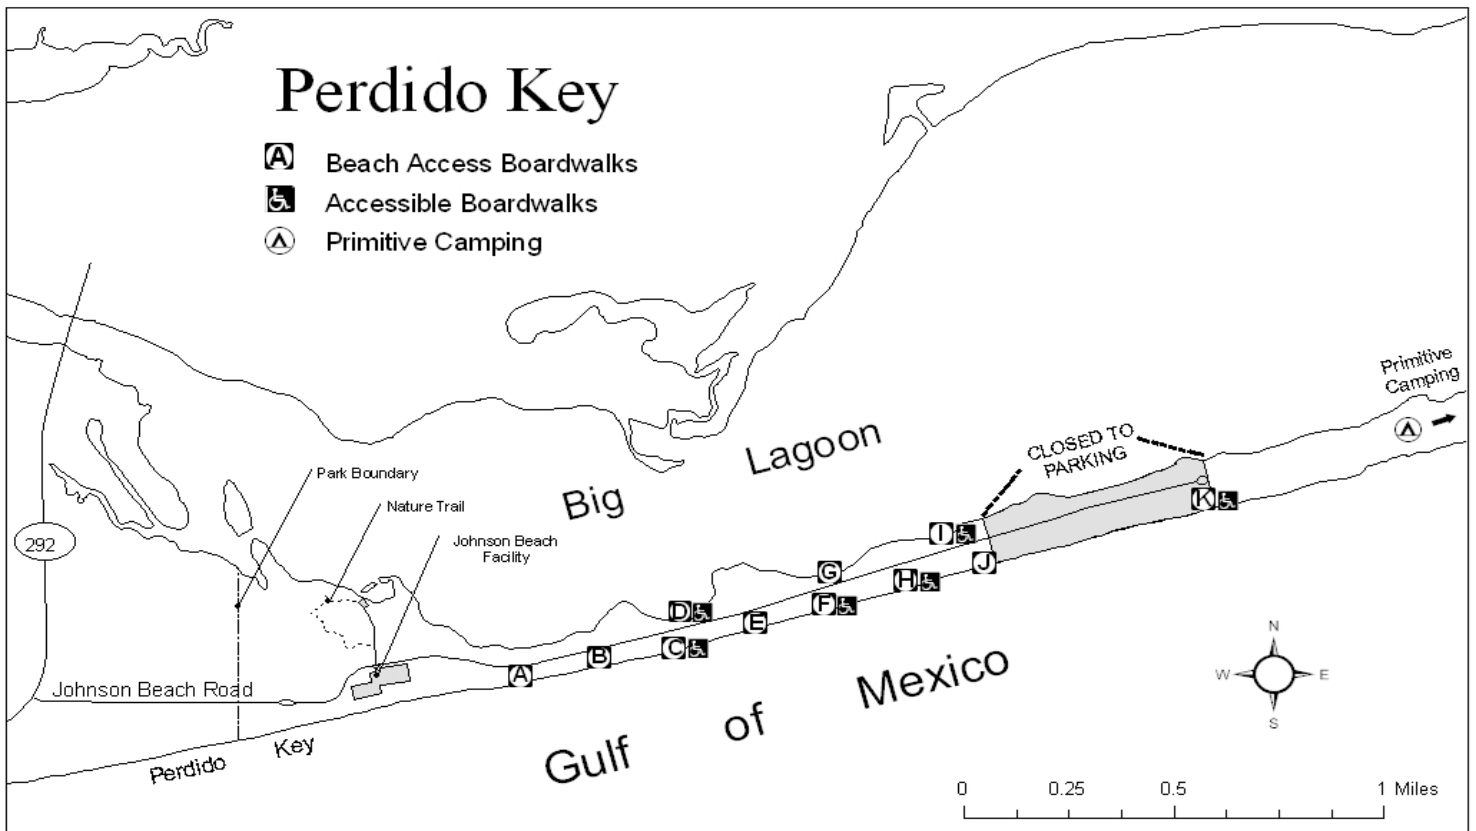 Perdido Key
A Beach Access Boardwalks
Accessible Boardwalks
Primitive Camping
Primitive
Camping
CLOSED TO
PARKING
Big Lagoon
Park Boundary
Nature Trail
Johnson Beach
Facility
292
K
I
J
G
H
F
D
E
C
B
A
Johnson Beach Road
Perdido Key
Gulf of Mexico
N
W E
S
0 0.25 0.5 1 Miles